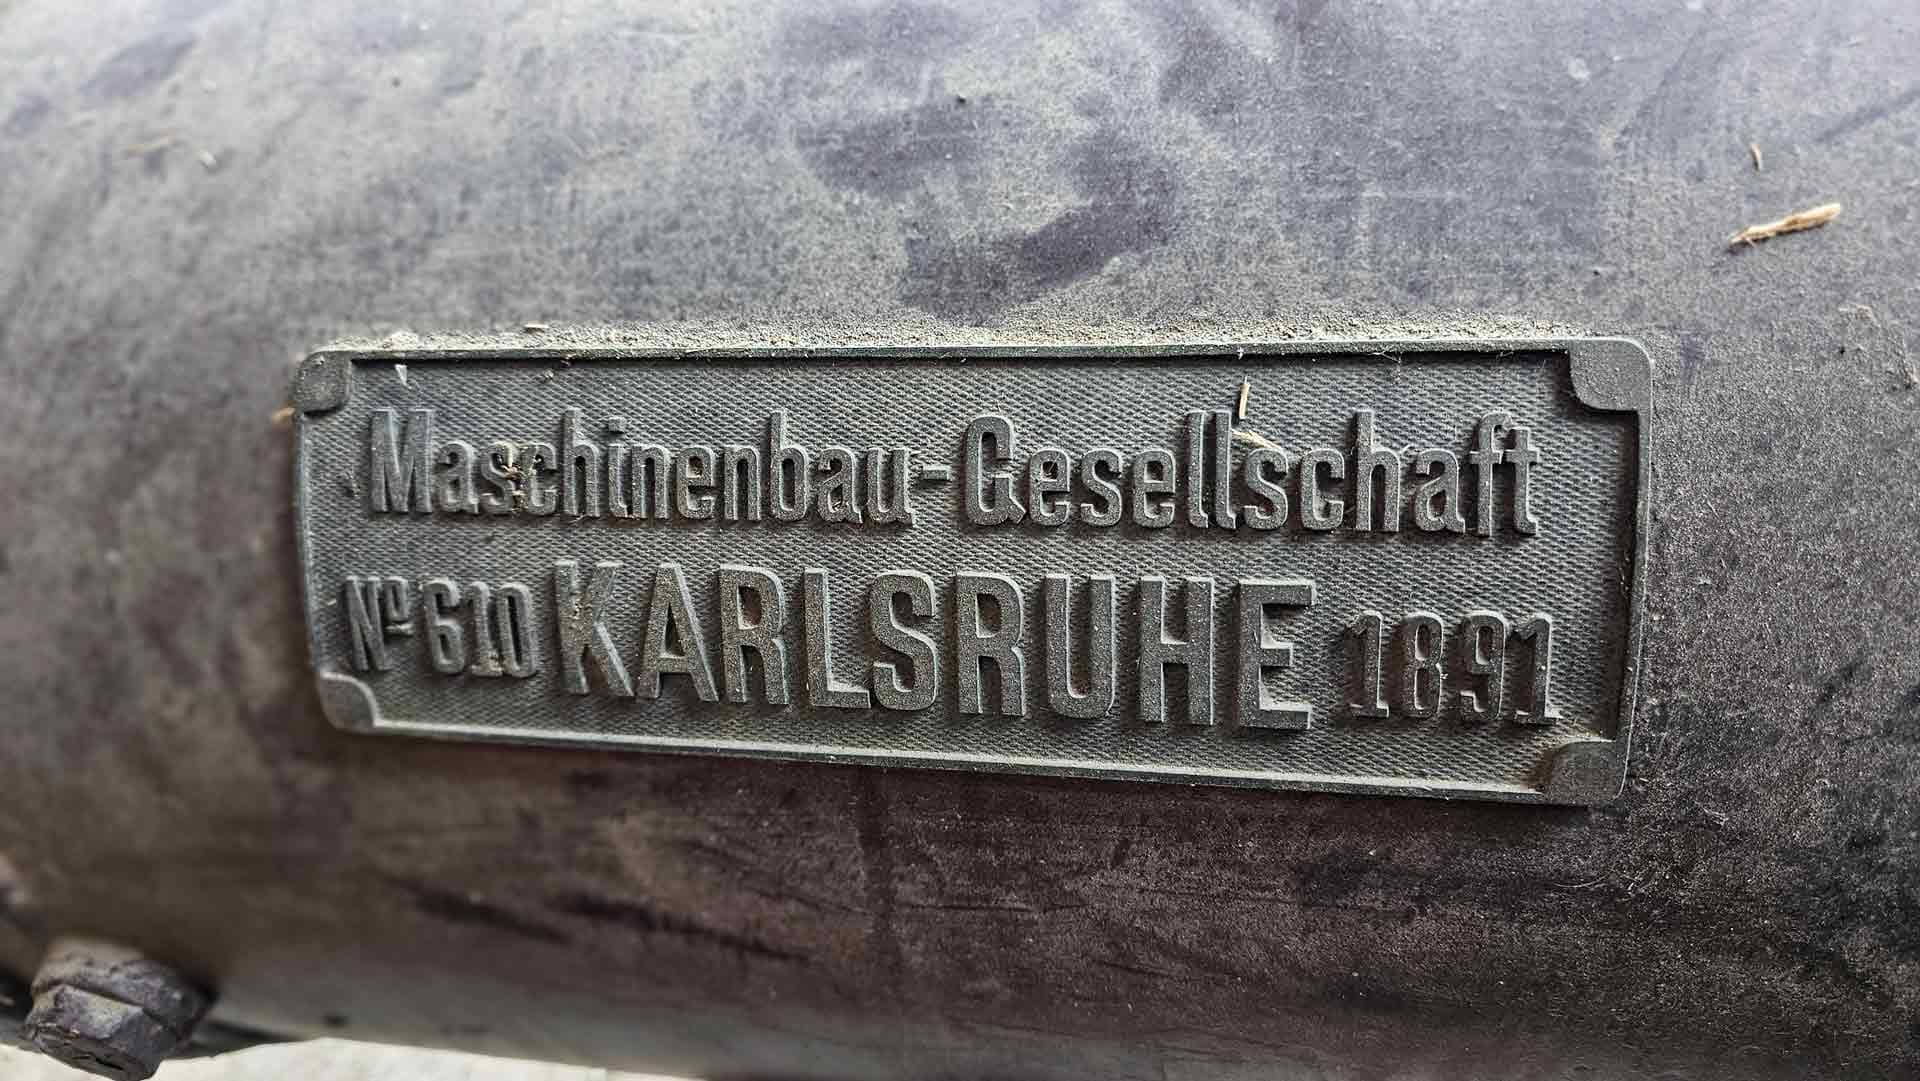 Maschinenbau-Gesellschaft
Nº 610 KARLSRUHE 1891